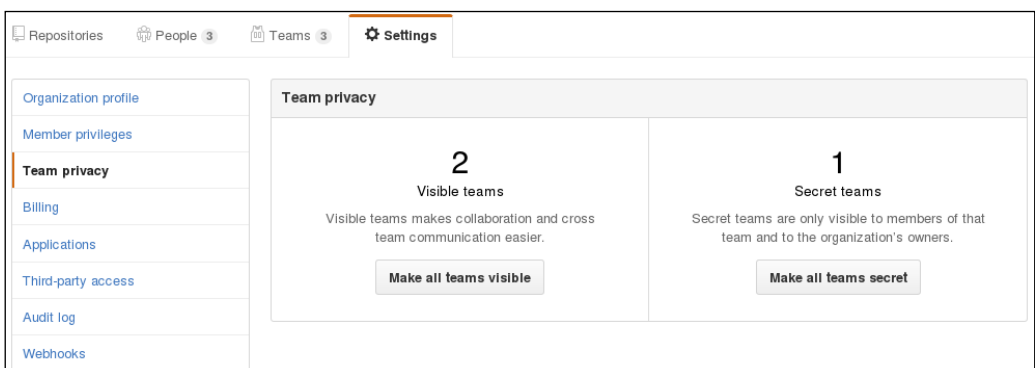 Repositories People 3 Teams 3 Settings
Organization profile
Member privileges
Team privacy
Billing
Applications
Third-party access
Audit log
Webhooks
Team privacy
2
Visible teams
Visible teams makes collaboration and cross
team communication easier.
Make all teams visible
1
Secret teams
Secret teams are only visible to members of that
team and to the organization's owners.
Make all teams secret